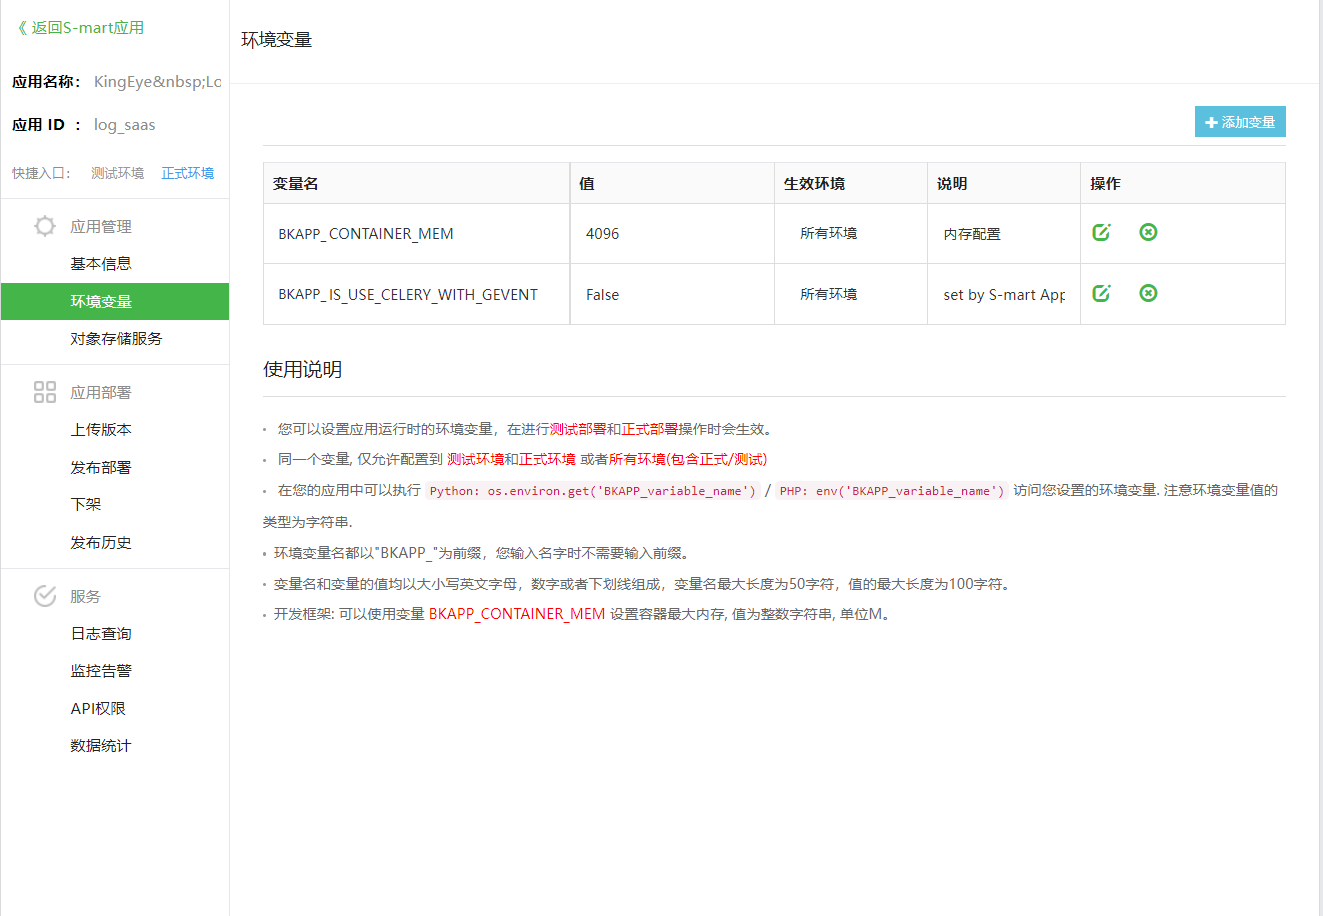 《 返回S-mart应用
应用名称： KingEye&nbsp;Lo
应用 ID ： log_saas
快捷入口： 测试环境 正式环境
应用管理
基本信息
环境变量
对象存储服务
应用部署
上传版本
发布部署
下架
发布历史
服务
日志查询
监控告警
API权限
数据统计
环境变量
添加变量
变量名 值 生效环境 说明 操作
BKAPP_CONTAINER_MEM 4096 所有环境 内存配置
BKAPP_IS_USE_CELERY_WITH_GEVENT False 所有环境 set by S-mart App
使用说明
• 您可以设置应用运行时的环境变量，在进行测试部署和正式部署操作时会生效。
• 同一个变量, 仅允许配置到 测试环境和正式环境 或者所有环境(包含正式/测试)
• 在您的应用中可以执行 Python: os.environ.get('BKAPP_variable_name') / PHP: env('BKAPP_variable_name') 访问您设置的环境变量. 注意环境变量值的
类型为字符串.
• 环境变量名都以"BKAPP_"为前缀，您输入名字时不需要输入前缀。
• 变量名和变量的值均以大小写英文字母，数字或者下划线组成，变量名最大长度为50字符，值的最大长度为100字符。
• 开发框架: 可以使用变量 BKAPP_CONTAINER_MEM 设置容器最大内存, 值为整数字符串, 单位M。